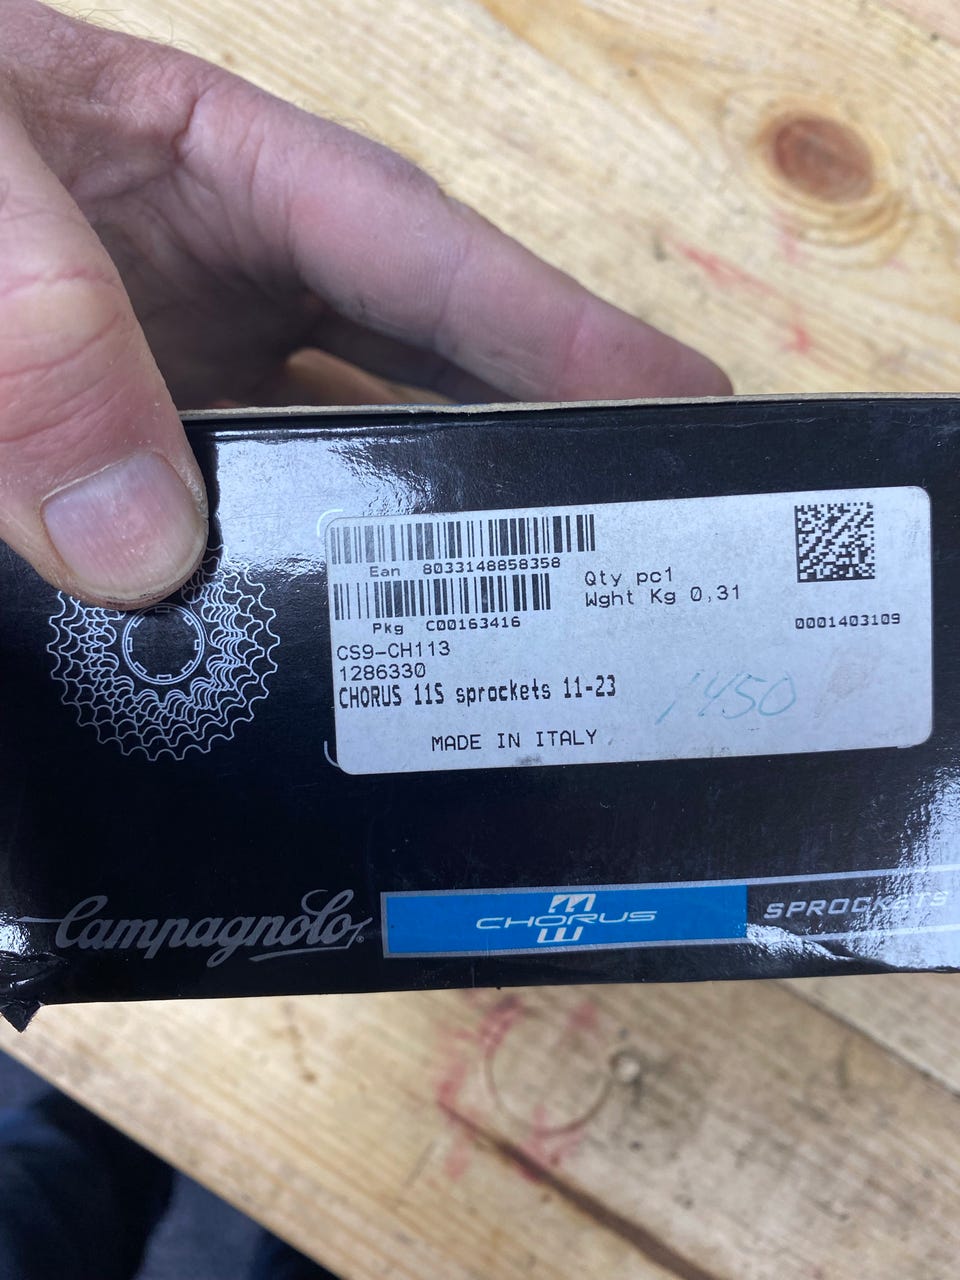 Ean 8033148858358
Qty pc1
Wght Kg 0,31
Pkg C00163416
0001403109
CS9-CH113
1286330
CHORUS 11S sprockets 11-23
1450
MADE IN ITALY
Campagnolo®
CHORUS
SPROCKETS